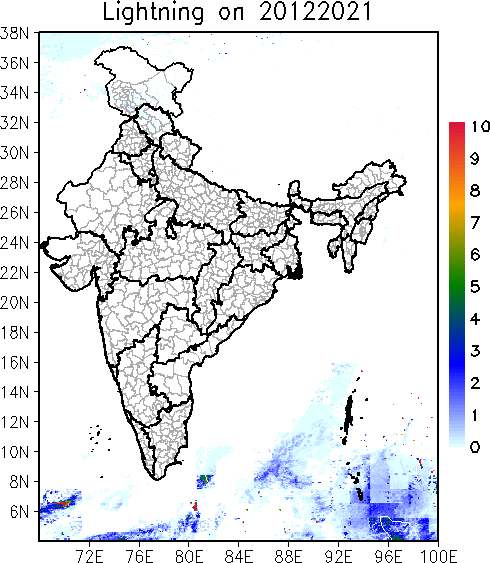 Lightning on 20122021
38N
36N
34N
32N
30N
28N
26N
24N
22N
20N
18N
16N
14N
12N
10N
8N
6N
72E 76E 80E 84E 88E 92E 96E 100E
10
9
8
7
6
5
4
3
2
1
0